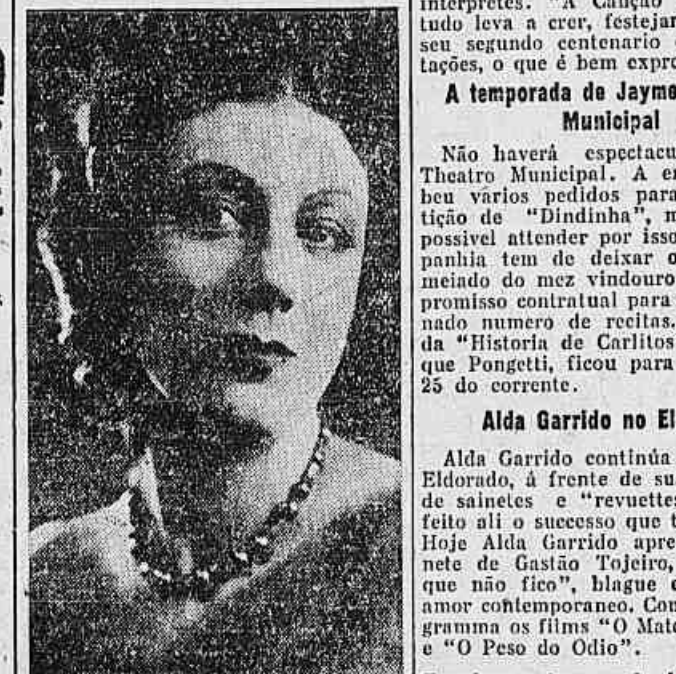 interpretes. "A Canção
tudo leva a crer, festejar
seu segundo centenario
tações, o que é bem expre
A temporada de Jayme
Municipal
Não haverá espectacu
Theatro Municipal. A en
beu vários pedidos para
tição de "Dindinha", m
possivel attender por isso
panhia tem de deixar o
meiado do mez vindouro
promisso contratual para
nado numero de recitas.
da "Historia de Carlitos
que Pongetti, ficou para
25 do corrente.
Alda Garrido no El
Alda Garrido continúa
Eldorado, á frente de su
de sainetes e "revuettes
feito ali o successo que t
Hoje Alda Garrido apre
nete de Gastão Tojeiro,
que não fico", blague
amor contemporaneo. Com
gramma os films "O Mate
e "O Peso do Odio".